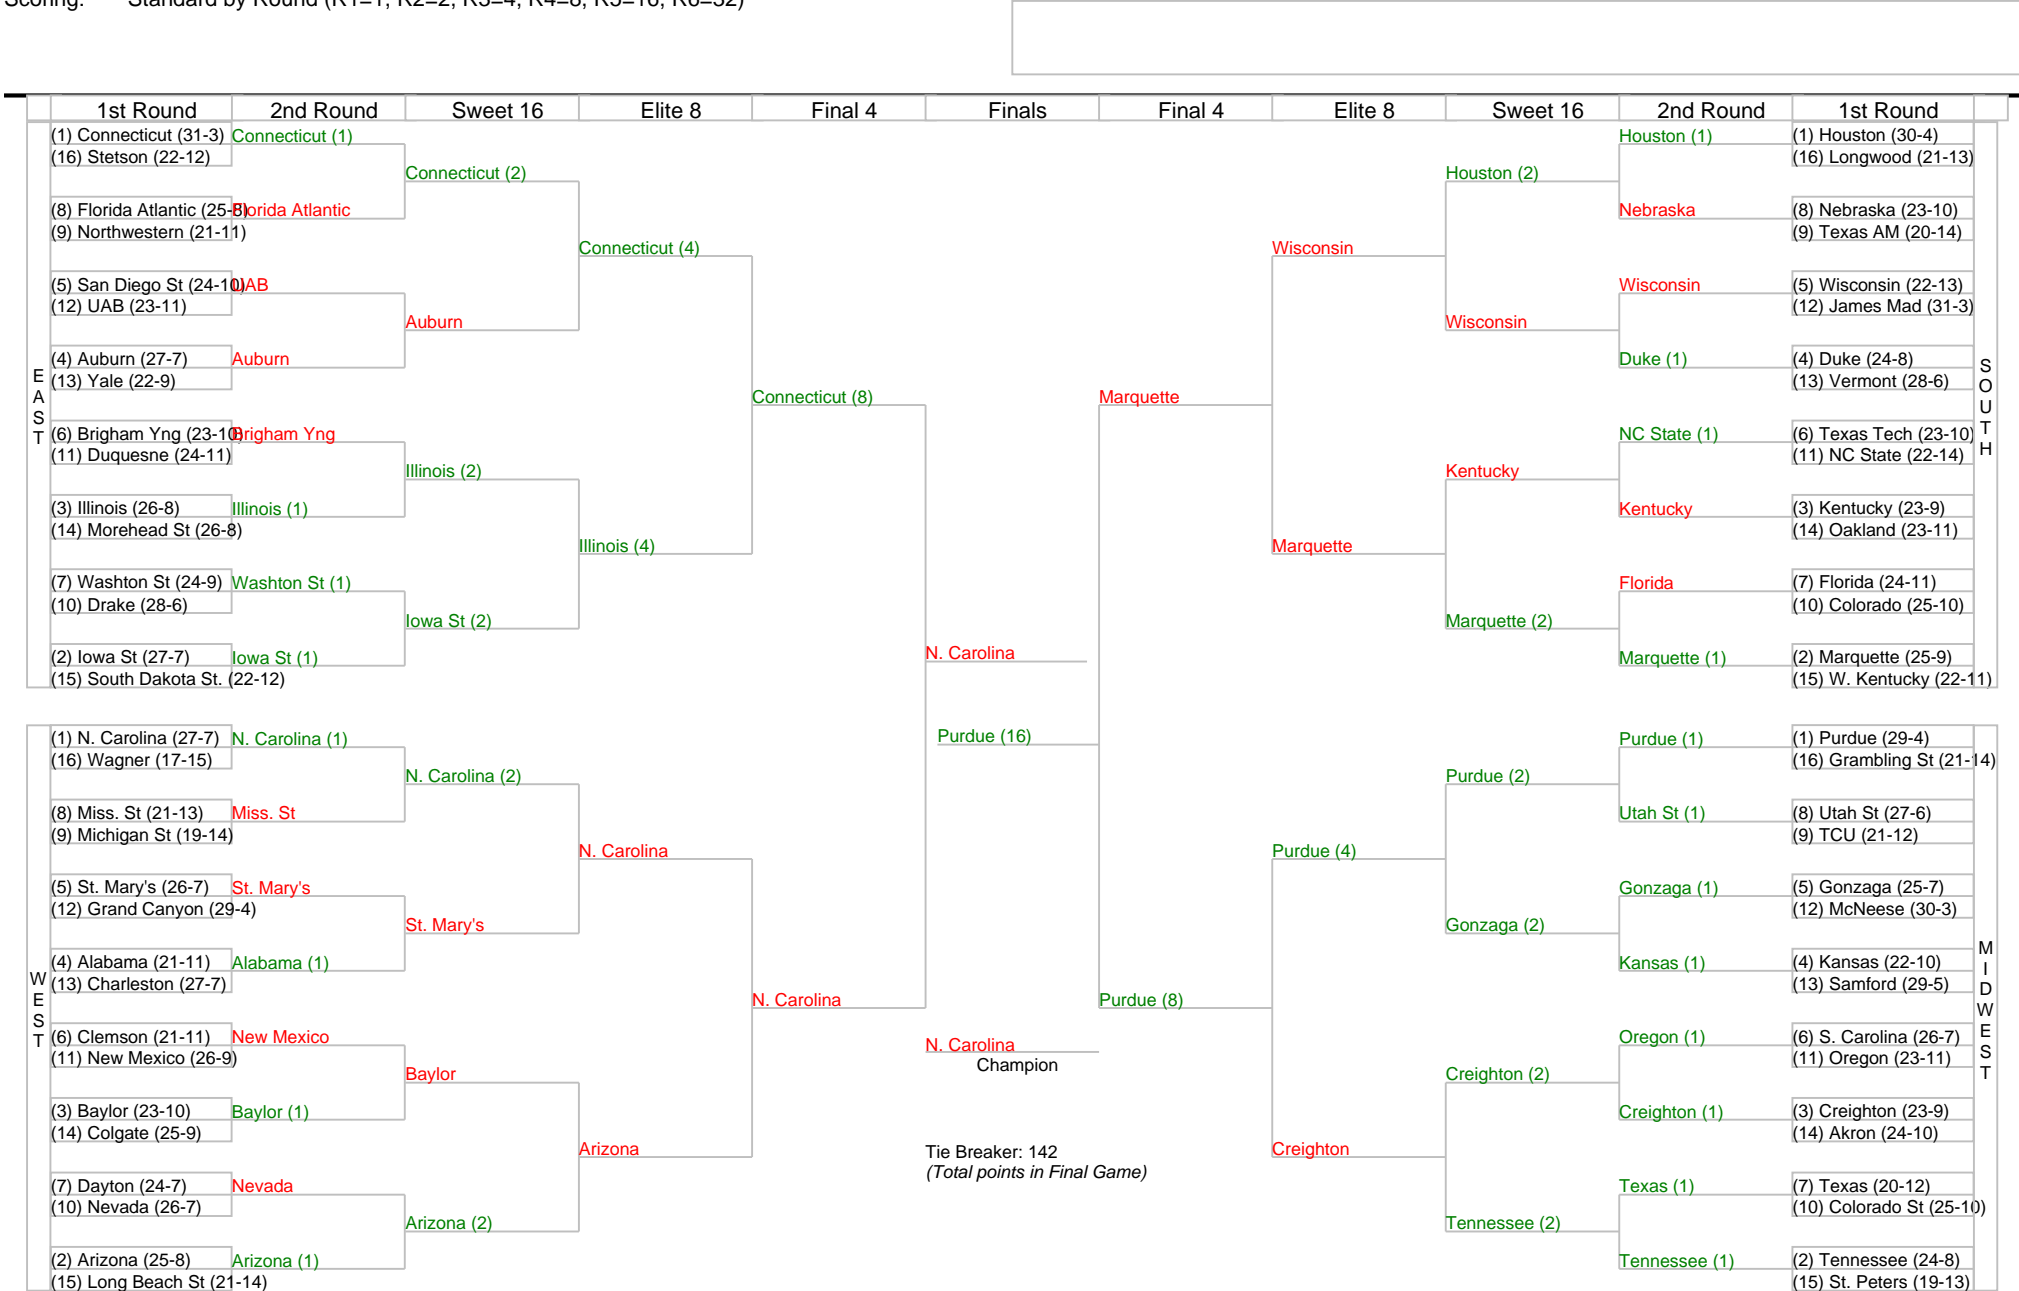 Scoring: Standard by Round (R1=1, R2=2, R3=4, R4=8, R5=16, R6=32)
1st Round 2nd Round Sweet 16 Elite 8 Final 4 Finals Final 4 Elite 8 Sweet 16 2nd Round 1st Round
EAST
(1) Connecticut (31-3)
(16) Stetson (22-12)
(8) Florida Atlantic (25-8)
(9) Northwestern (21-11)
(5) San Diego St (24-10)
(12) UAB (23-11)
(4) Auburn (27-7)
(13) Yale (22-9)
(6) Brigham Yng (23-10)
(11) Duquesne (24-11)
(3) Illinois (26-8)
(14) Morehead St (26-8)
(7) Washton St (24-9)
(10) Drake (28-6)
(2) Iowa St (27-7)
(15) South Dakota St. (22-12)
Connecticut (1)
Florida Atlantic
UAB
Auburn
Brigham Yng
Illinois (1)
Washton St (1)
Iowa St (1)
Connecticut (2)
Auburn
Illinois (2)
Iowa St (2)
Connecticut (4)
Illinois (4)
Connecticut (8)
WEST
(1) N. Carolina (27-7)
(16) Wagner (17-15)
(8) Miss. St (21-13)
(9) Michigan St (19-14)
(5) St. Mary's (26-7)
(12) Grand Canyon (29-4)
(4) Alabama (21-11)
(13) Charleston (27-7)
(6) Clemson (21-11)
(11) New Mexico (26-9)
(3) Baylor (23-10)
(14) Colgate (25-9)
(7) Dayton (24-7)
(10) Nevada (26-7)
(2) Arizona (25-8)
(15) Long Beach St (21-14)
N. Carolina (1)
Miss. St
St. Mary's
Alabama (1)
New Mexico
Baylor (1)
Nevada
Arizona (1)
N. Carolina (2)
St. Mary's
Baylor
Arizona (2)
N. Carolina
Arizona
N. Carolina
N. Carolina
Purdue (16)
N. Carolina
Champion
Tie Breaker: 142
(Total points in Final Game)
Marquette
Wisconsin
Marquette
Houston (2)
Wisconsin
Kentucky
Marquette (2)
Houston (1)
Nebraska
Wisconsin
Duke (1)
NC State (1)
Kentucky
Florida
Marquette (1)
(1) Houston (30-4)
(16) Longwood (21-13)
(8) Nebraska (23-10)
(9) Texas AM (20-14)
(5) Wisconsin (22-13)
(12) James Mad (31-3)
(4) Duke (24-8)
(13) Vermont (28-6)
(6) Texas Tech (23-10)
(11) NC State (22-14)
(3) Kentucky (23-9)
(14) Oakland (23-11)
(7) Florida (24-11)
(10) Colorado (25-10)
(2) Marquette (25-9)
(15) W. Kentucky (22-11)
SOUTH
Purdue (8)
Purdue (4)
Creighton
Purdue (2)
Gonzaga (2)
Creighton (2)
Tennessee (2)
Purdue (1)
Utah St (1)
Gonzaga (1)
Kansas (1)
Oregon (1)
Creighton (1)
Texas (1)
Tennessee (1)
(1) Purdue (29-4)
(16) Grambling St (21-14)
(8) Utah St (27-6)
(9) TCU (21-12)
(5) Gonzaga (25-7)
(12) McNeese (30-3)
(4) Kansas (22-10)
(13) Samford (29-5)
(6) S. Carolina (26-7)
(11) Oregon (23-11)
(3) Creighton (23-9)
(14) Akron (24-10)
(7) Texas (20-12)
(10) Colorado St (25-10)
(2) Tennessee (24-8)
(15) St. Peters (19-13)
MIDWEST